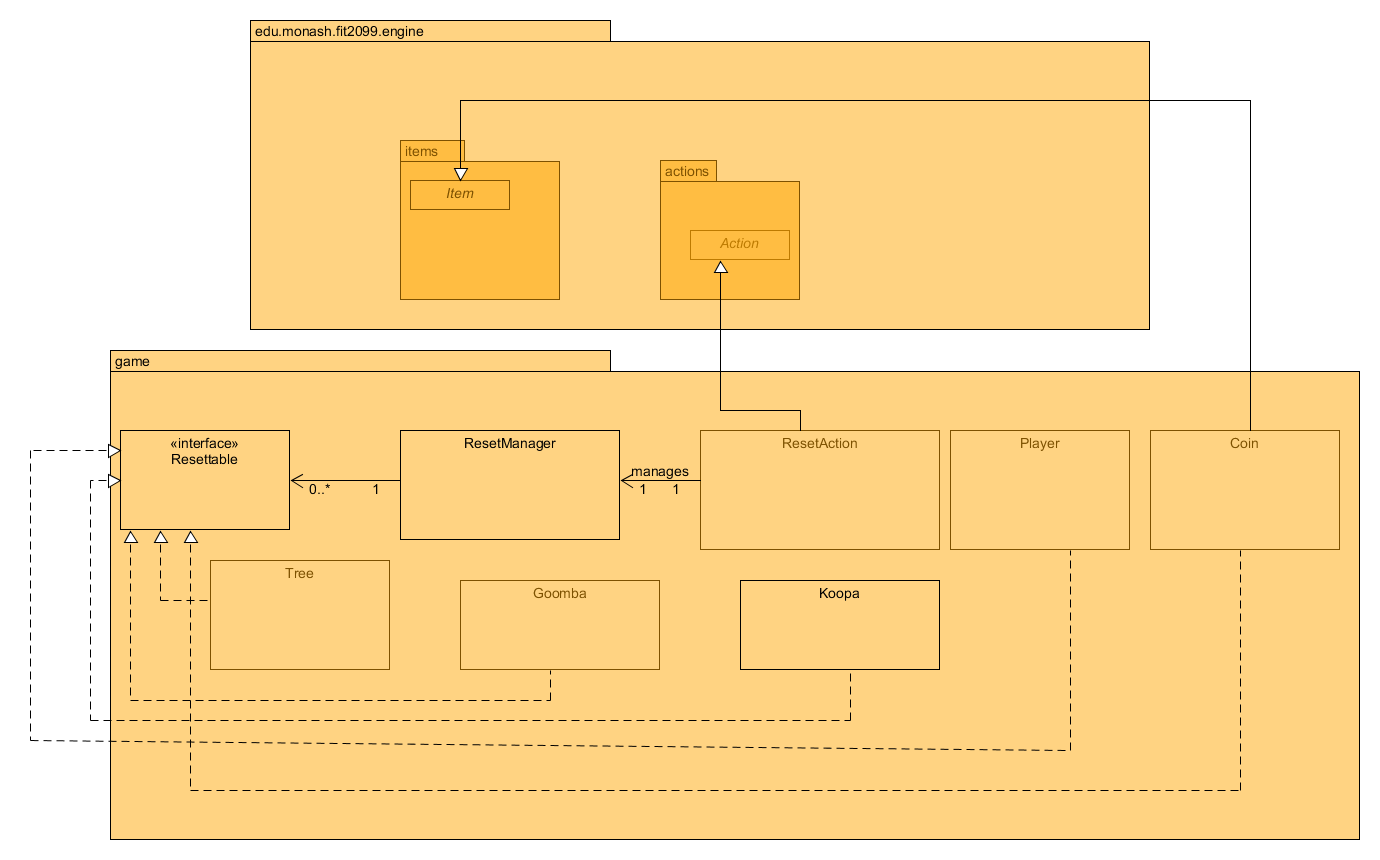 edu.monash.fit2099.engine
items
Item
actions
Action
game
«interface»
Resettable
ResetManager
ResetAction
Player
Coin
manages
0..*
1
1
1
Tree
Goomba
Koopa